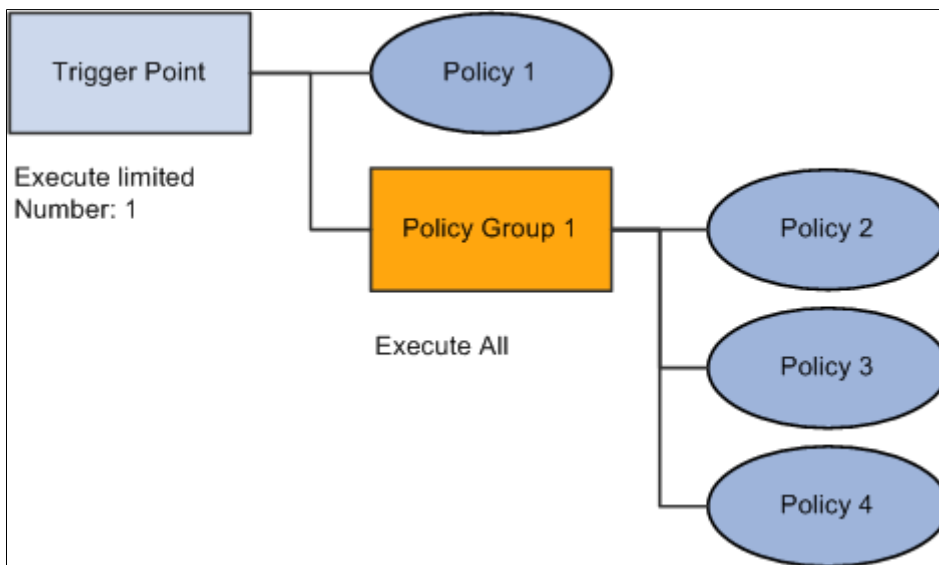 Trigger Point
Policy 1
Execute limited
Number: 1
Policy Group 1
Policy 2
Execute All
Policy 3
Policy 4